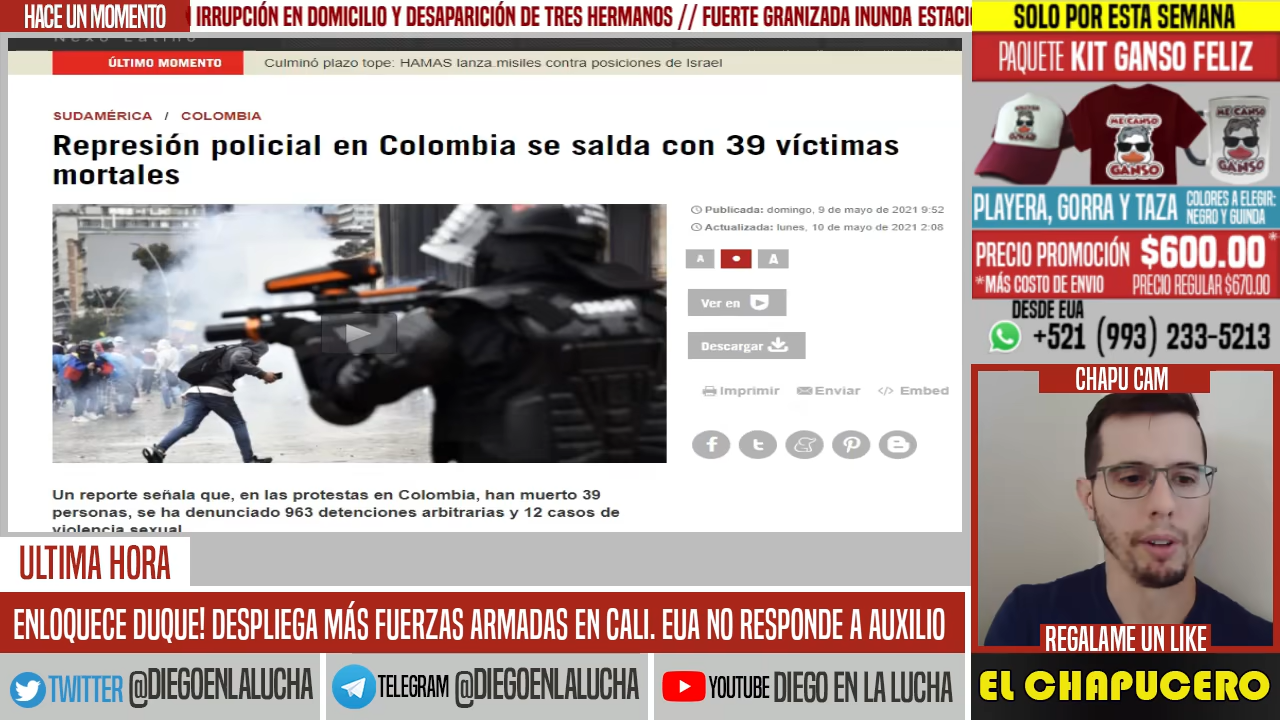 HACE UN MOMENTO
IRRUPCIÓN EN DOMICILIO Y DESAPARICIÓN DE TRES HERMANOS // FUERTE GRANIZADA INUNDA ESTACI
Nexo Latino
ÚLTIMO MOMENTO
Culminó plazo tope: HAMAS lanza misiles contra posiciones de Israel
SUDAMÉRICA / COLOMBIA
Represión policial en Colombia se salda con 39 víctimas
mortales
Publicada: domingo, 9 de mayo de 2021 9:52
Actualizada: lunes, 10 de mayo de 2021 2:08
A
A
Ver en
Descargar
Imprimir
Enviar
</> Embed
Un reporte señala que, en las protestas en Colombia, han muerto 39
personas, se ha denunciado 963 detenciones arbitrarias y 12 casos de
violencia sexual
SOLO POR ESTA SEMANA
PAQUETE KIT GANSO FELIZ
ME CANSO
GANSO
ME CANSO
GANSO
PLAYERA, GORRA Y TAZA
COLORES A ELEGIR:
NEGRO Y GUINDA
PRECIO PROMOCIÓN $600.00*
*MÁS COSTO DE ENVIO
PRECIO REGULAR $670.00
DESDE EUA
+521 (993) 233-5213
CHAPU CAM
REGALAME UN LIKE
EL CHAPUCERO
ULTIMA HORA
ENLOQUECE DUQUE! DESPLIEGA MÁS FUERZAS ARMADAS EN CALI. EUA NO RESPONDE A AUXILIO
TWITTER @DIEGOENLALUCHA
TELEGRAM @DIEGOENLALUCHA
YOUTUBE DIEGO EN LA LUCHA